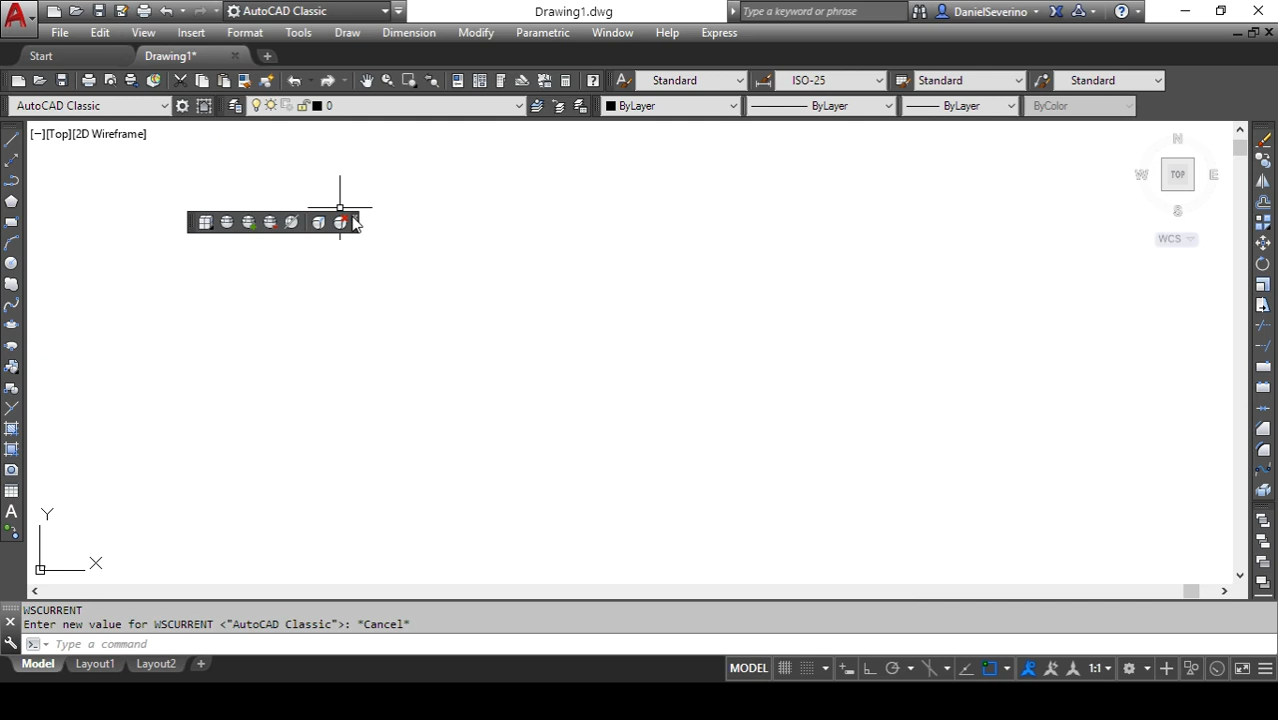 AutoCAD Classic
Drawing1.dwg
Type a keyword or phrase
DanielSeverino
File Edit View Insert Format Tools Draw Dimension Modify Parametric Window Help Express
Start
Drawing1*
Standard
ISO-25
Standard
Standard
AutoCAD Classic
0
ByLayer
ByLayer
ByLayer
ByColor
[−][Top][2D Wireframe]
N
W
TOP
E
S
WCS
Y
X
WSCURRENT
Enter new value for WSCURRENT <"AutoCAD Classic">: *Cancel*
Type a command
Model
Layout1
Layout2
MODEL
1:1